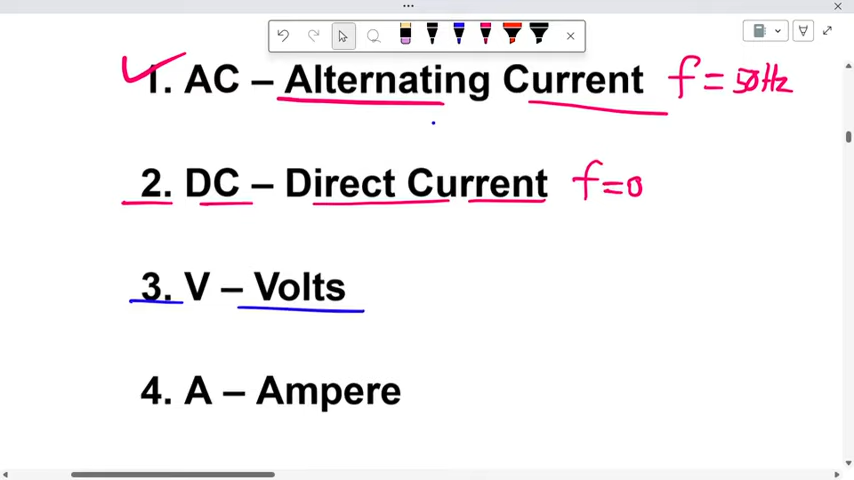 1. AC – Alternating Current f = 50Hz
2. DC – Direct Current f=0
3. V – Volts
4. A – Ampere